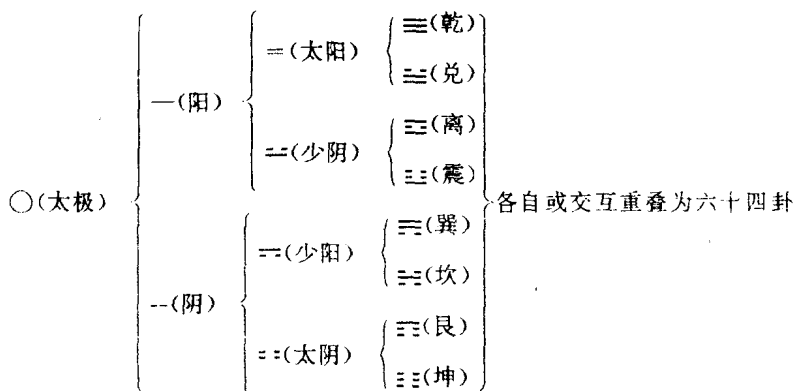 ☰(乾)
⚌(太阳)
☱(兑)
—(阳)
☲(离)
⚍(少阴)
☳(震)
○(太极)
各自或交互重叠为六十四卦
☴(巽)
⚎(少阳)
☵(坎)
--(阴)
☶(艮)
⚏(太阴)
☷(坤)